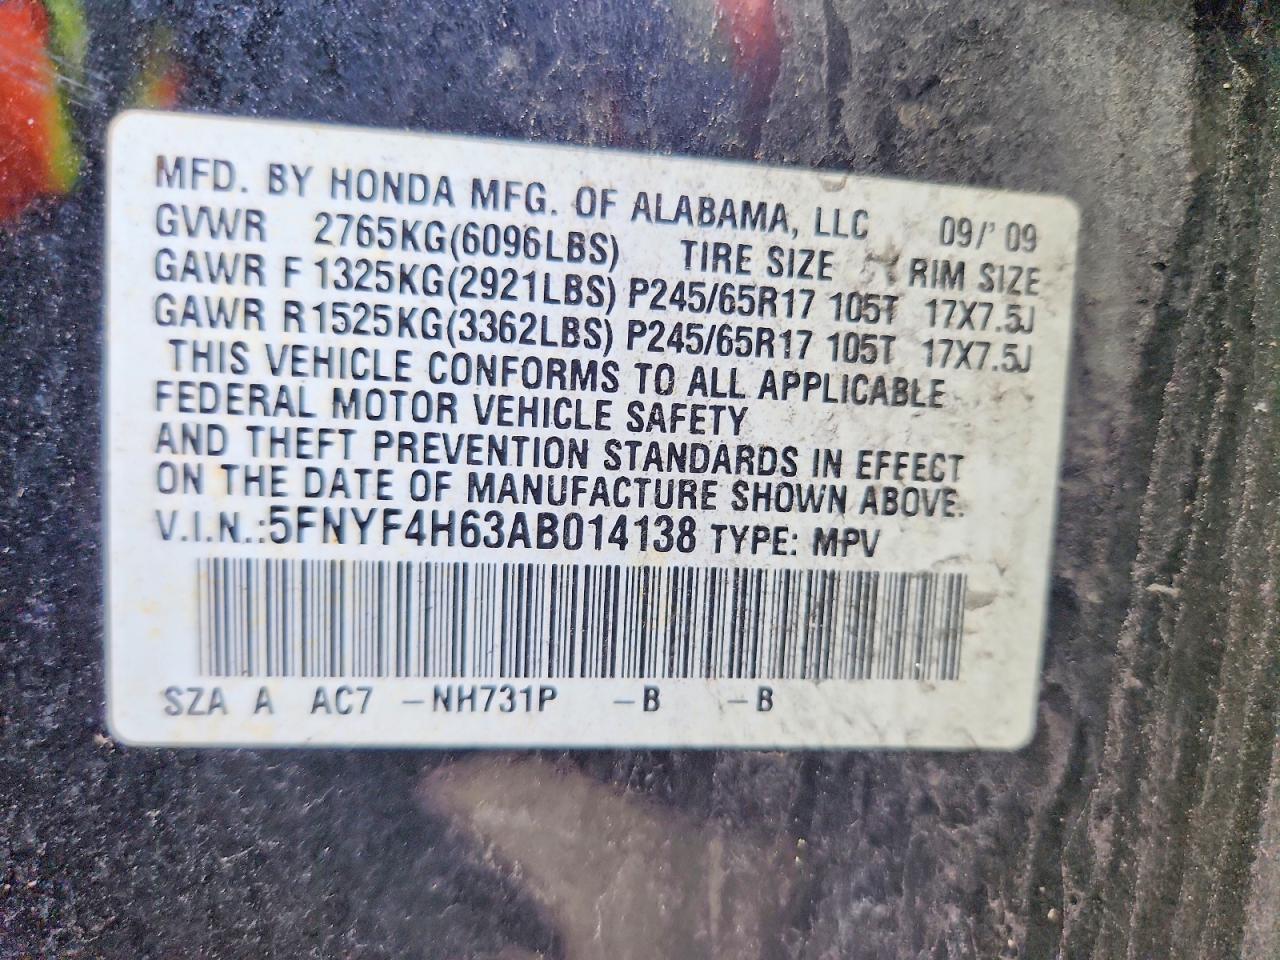 MFD. BY HONDA MFG. OF ALABAMA, LLC 09/'09
GVWR 2765KG(6096LBS) TIRE SIZE RIM SIZE
GAWR F 1325KG(2921LBS) P245/65R17 105T 17X7.5J
GAWR R 1525KG(3362LBS) P245/65R17 105T 17X7.5J
THIS VEHICLE CONFORMS TO ALL APPLICABLE
FEDERAL MOTOR VEHICLE SAFETY
AND THEFT PREVENTION STANDARDS IN EFFECT
ON THE DATE OF MANUFACTURE SHOWN ABOVE.
V.I.N.:5FNYF4H63AB014138 TYPE: MPV
SZA A AC7 -NH731P -B -B